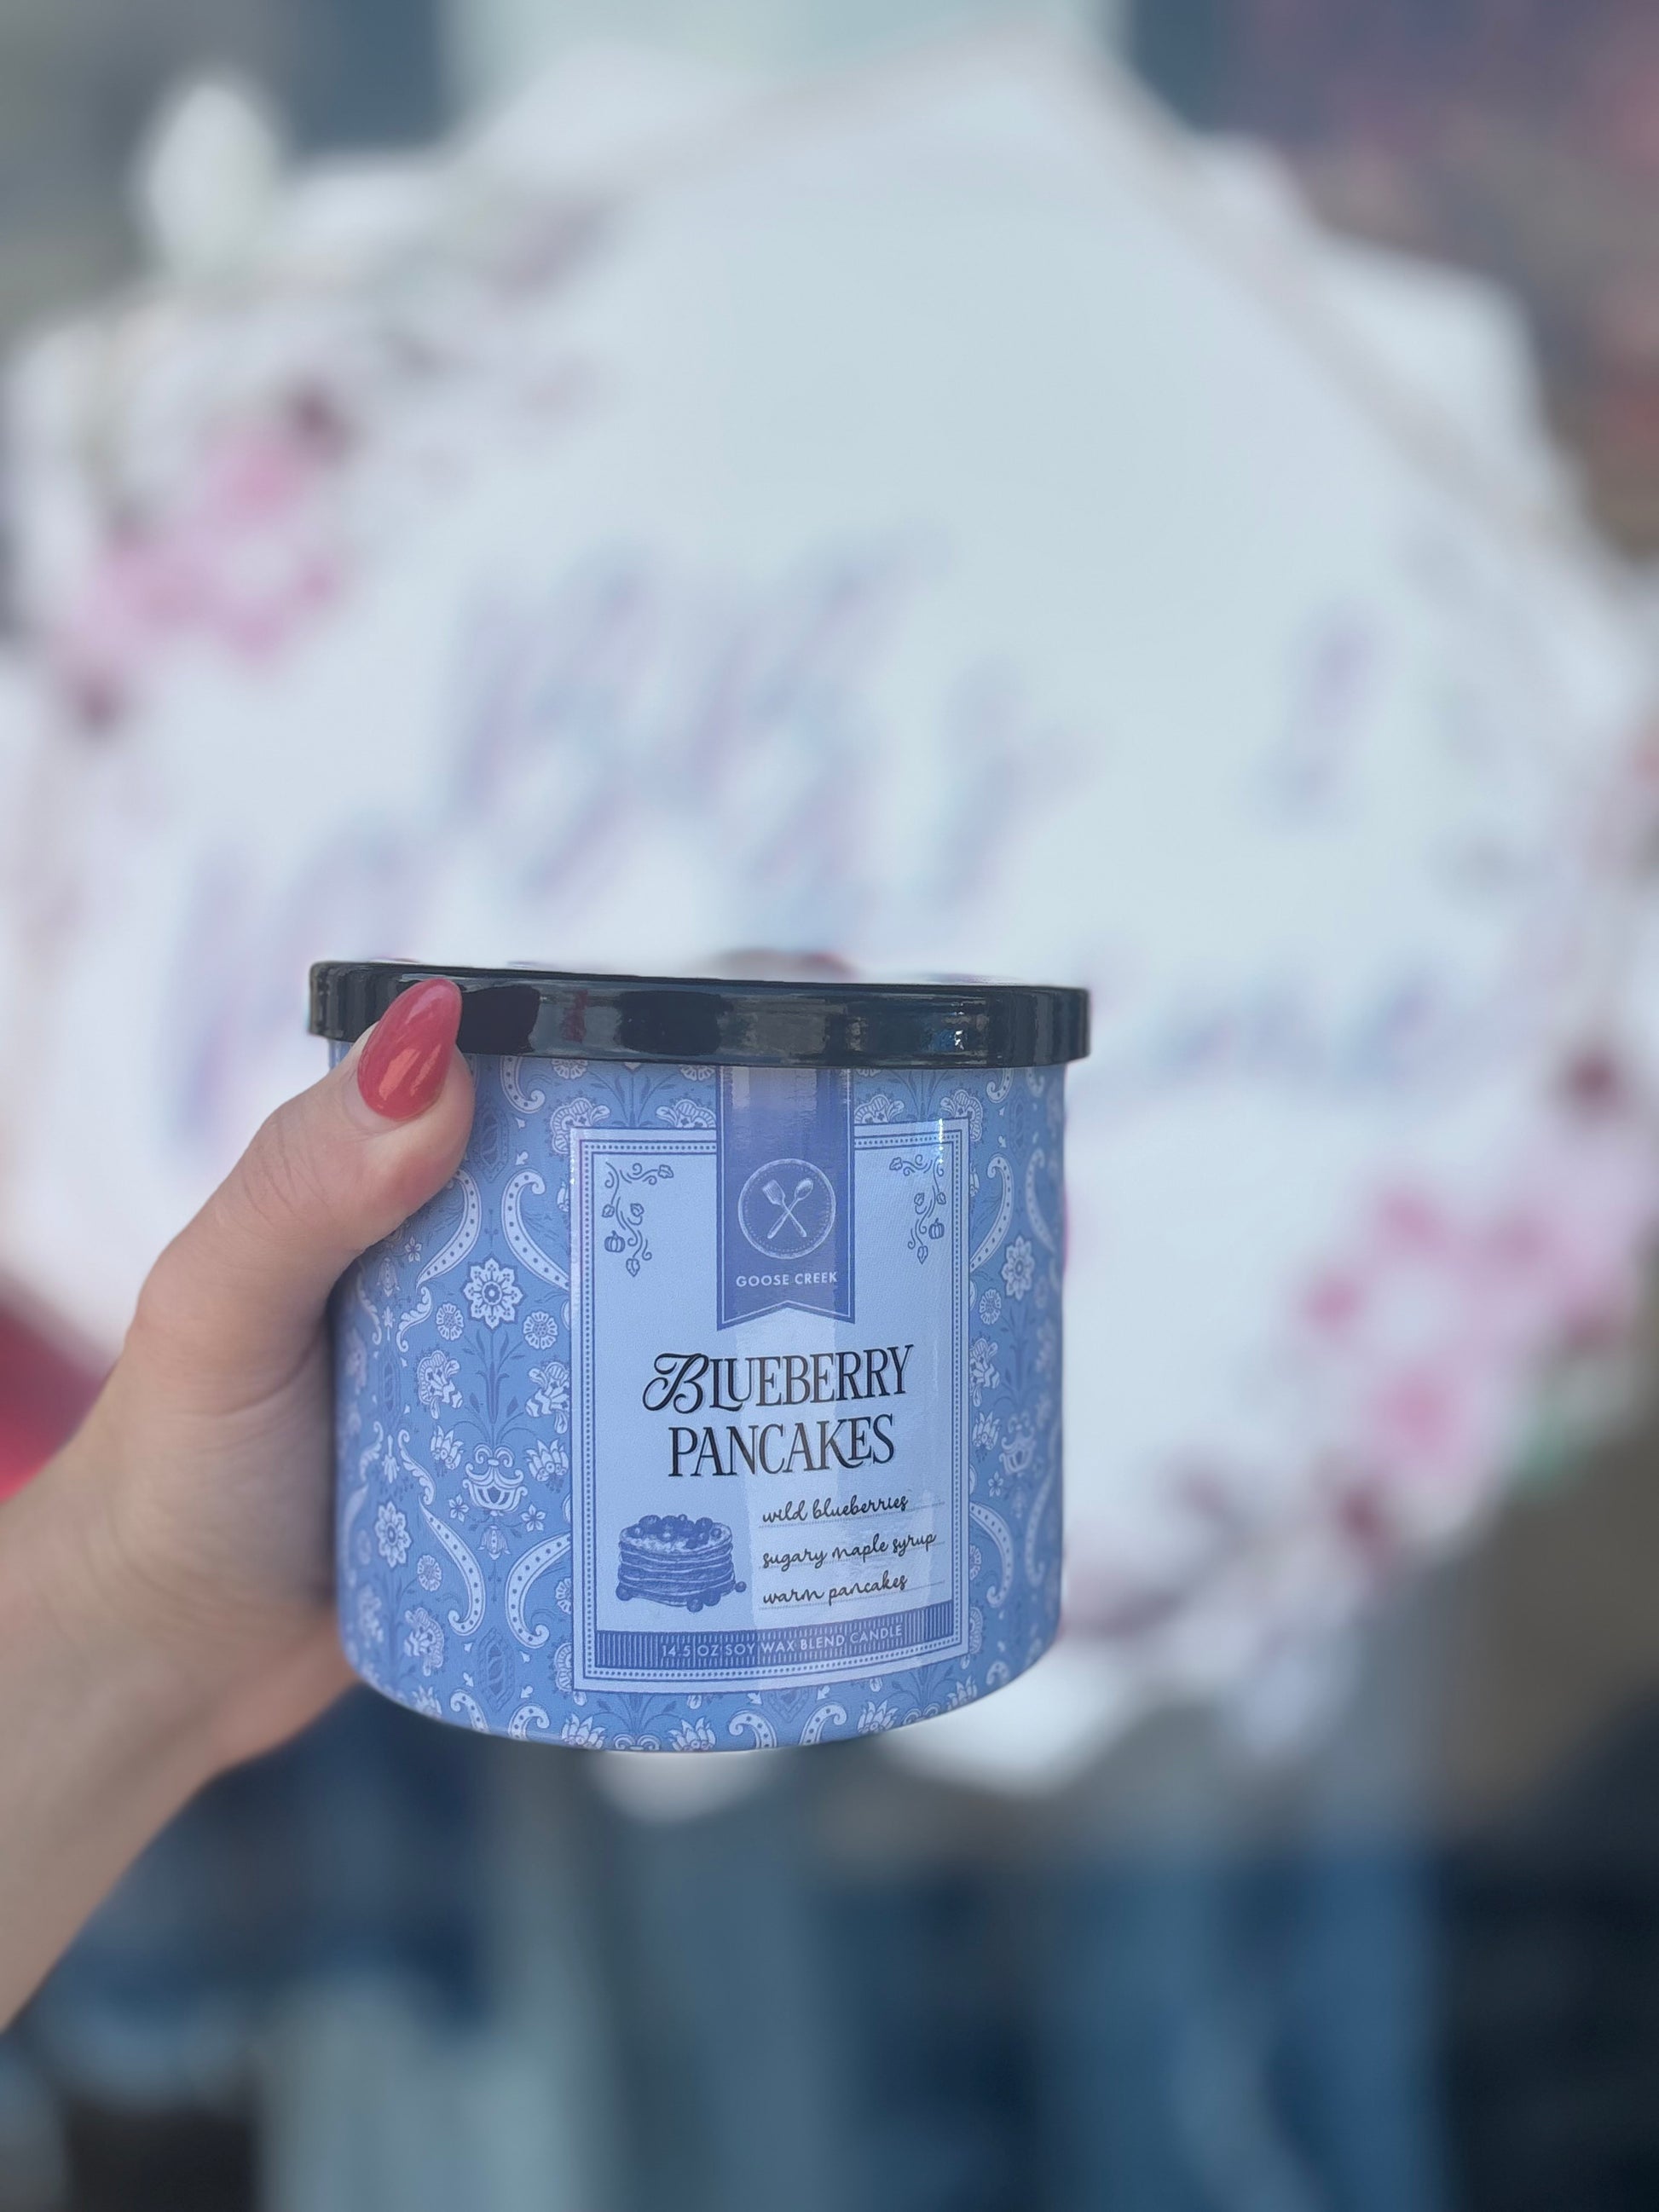 GOOSE CREEK
BLUEBERRY
PANCAKES
wild blueberries
sugary maple syrup
warm pancakes
14.5 OZ SOY WAX BLEND CANDLE